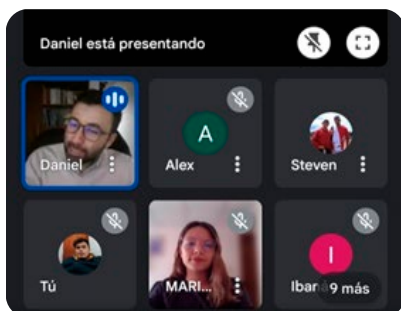 Daniel está presentando
A
Daniel
Alex
Steven
I
Tú
MARI...
Ibar
9 más